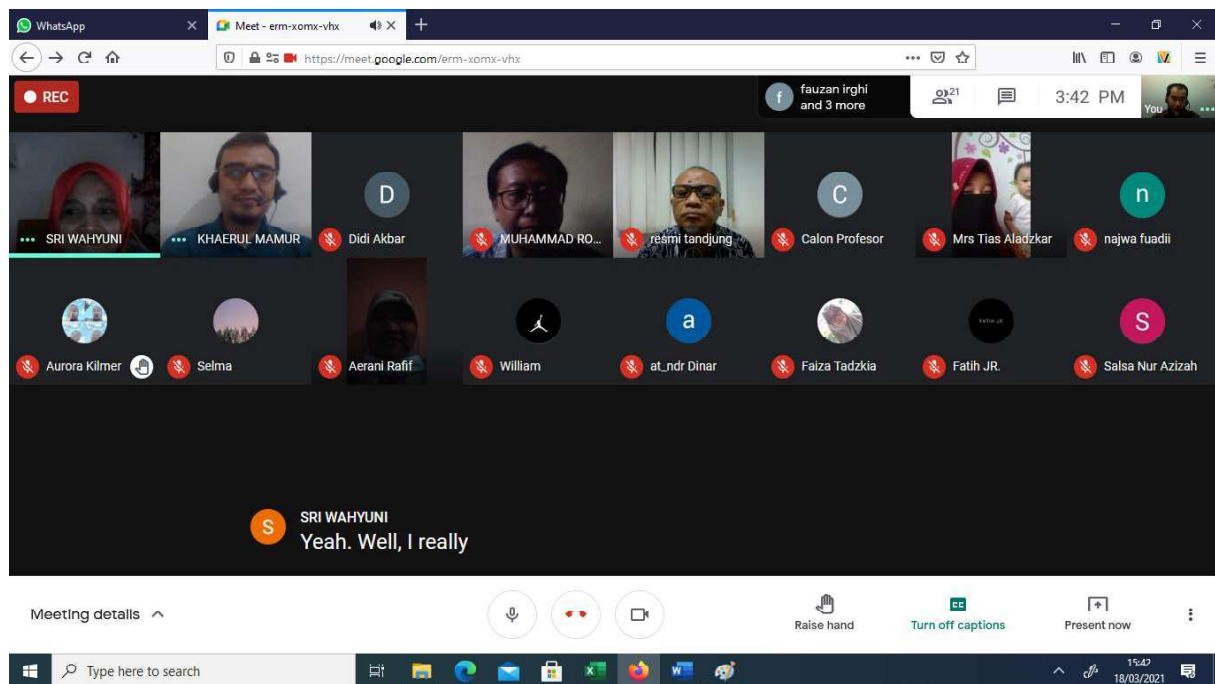 WhatsApp
Meet - erm-xomx-vhx
https://meet.google.com/erm-xomx-vhx
REC
f
fauzan irghi
and 3 more
21
3:42 PM
You
SRI WAHYUNI
KHAERUL MAMUR
D
Didi Akbar
MUHAMMAD RO...
resmi tandjung
C
Calon Profesor
Mrs Tias Aladzkar
n
najwa fuadii
Aurora Kilmer
Selma
Aerani Rafif
William
a
at_ndr Dinar
Faiza Tadzkia
FATIH JR
Fatih JR.
S
Salsa Nur Azizah
S
SRI WAHYUNI
Yeah. Well, I really
Meeting details
Raise hand
CC
Turn off captions
Present now
Type here to search
15:42
18/03/2021